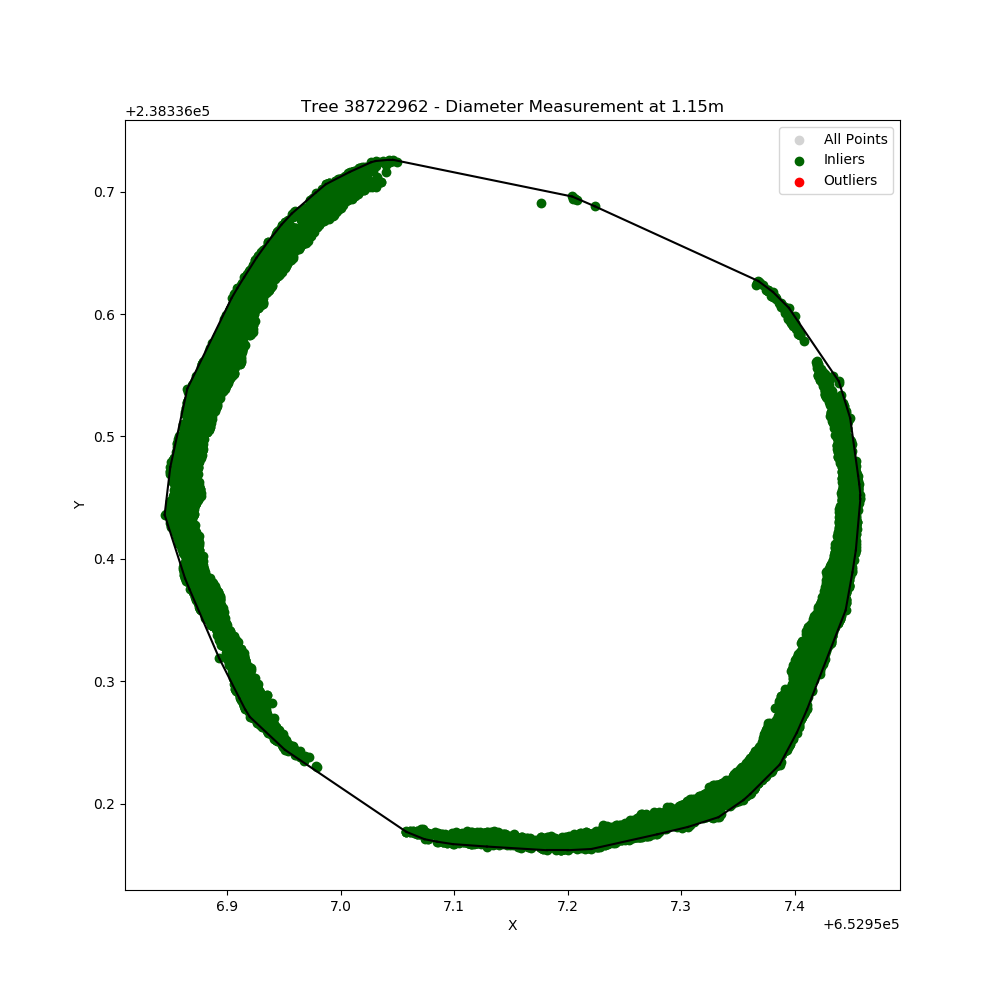 Tree 38722962 - Diameter Measurement at 1.15m
+2.38336e5
All Points
Inliers
Outliers
0.7
0.6
0.5
0.4
0.3
0.2
Y
6.9
7.0
7.1
7.2
7.3
7.4
X
+6.5295e5